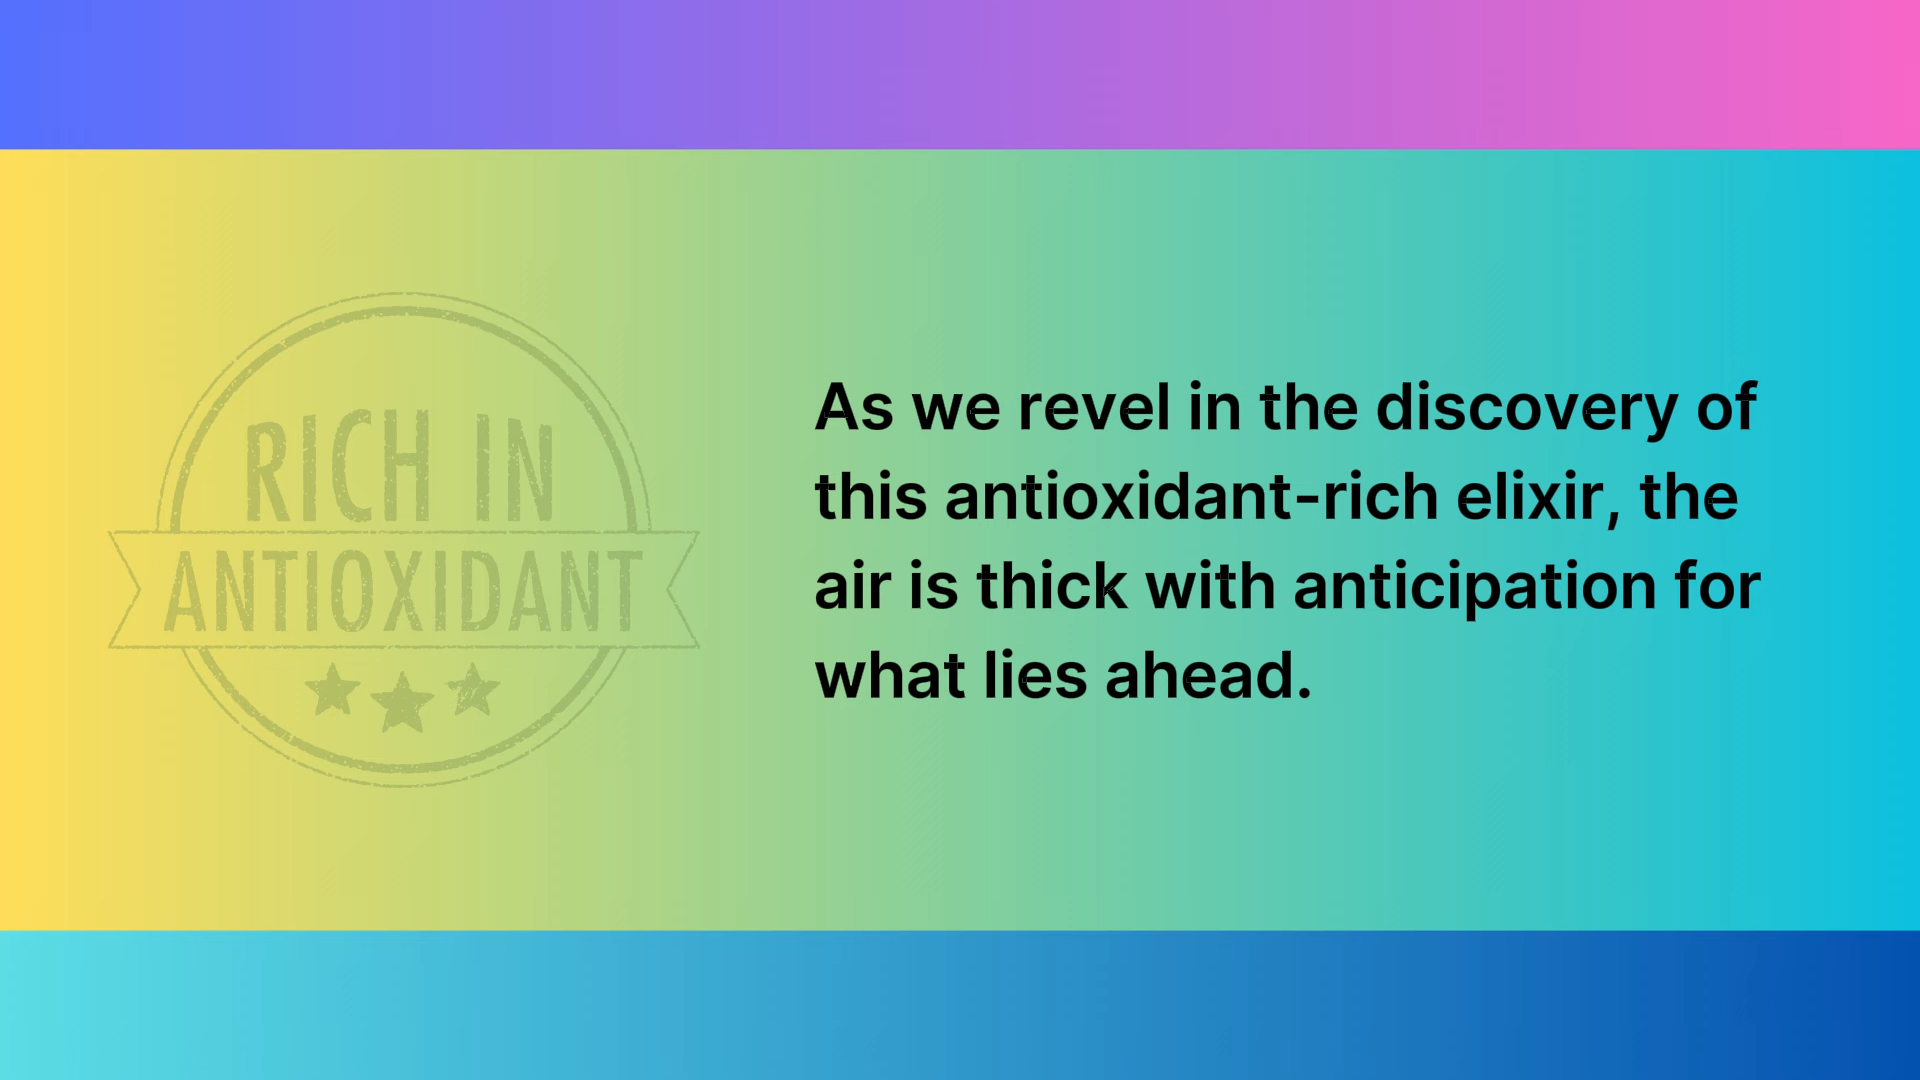 RICH IN
ANTIOXIDANT
As we revel in the discovery of
this antioxidant-rich elixir, the
air is thick with anticipation for
what lies ahead.